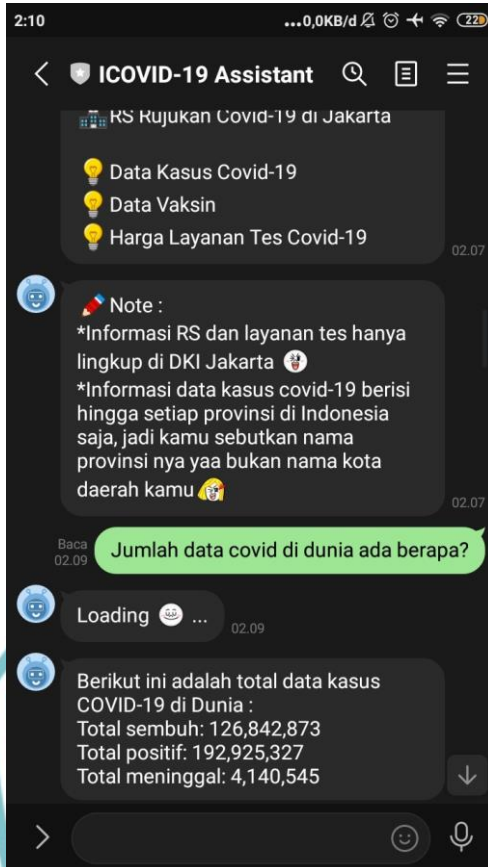 2:10
...0,0KB/d
22
ICOVID-19 Assistant
RS Rujukan Covid-19 di Jakarta
Data Kasus Covid-19
Data Vaksin
Harga Layanan Tes Covid-19
02.07
Note :
*Informasi RS dan layanan tes hanya
lingkup di DKI Jakarta
*Informasi data kasus covid-19 berisi
hingga setiap provinsi di Indonesia
saja, jadi kamu sebutkan nama
provinsi nya yaa bukan nama kota
daerah kamu
02.07
Baca
02.09
Jumlah data covid di dunia ada berapa?
Loading ...
02.09
Berikut ini adalah total data kasus
COVID-19 di Dunia :
Total sembuh: 126,842,873
Total positif: 192,925,327
Total meninggal: 4,140,545